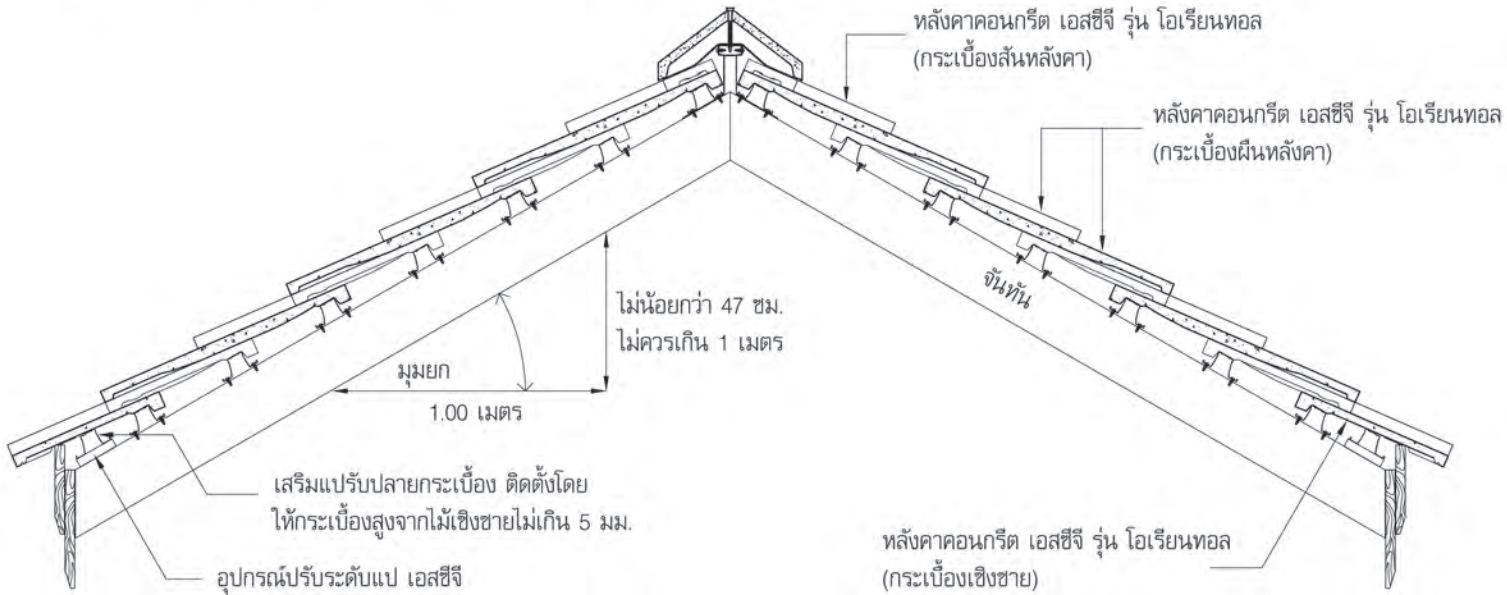 หลังคาคอนกรีต เอสซีจี รุ่น โอเรียนทอล
(กระเบื้องสันหลังคา)
หลังคาคอนกรีต เอสซีจี รุ่น โอเรียนทอล
(กระเบื้องผืนหลังคา)
จันทัน
ไม่น้อยกว่า 47 ซม.
ไม่ควรเกิน 1 เมตร
มุมยก
1.00 เมตร
เสริมแปรับปลายกระเบื้อง ติดตั้งโดย
ให้กระเบื้องสูงจากไม้เชิงชายไม่เกิน 5 มม.
อุปกรณ์ปรับระดับแป เอสซีจี
หลังคาคอนกรีต เอสซีจี รุ่น โอเรียนทอล
(กระเบื้องเชิงชาย)